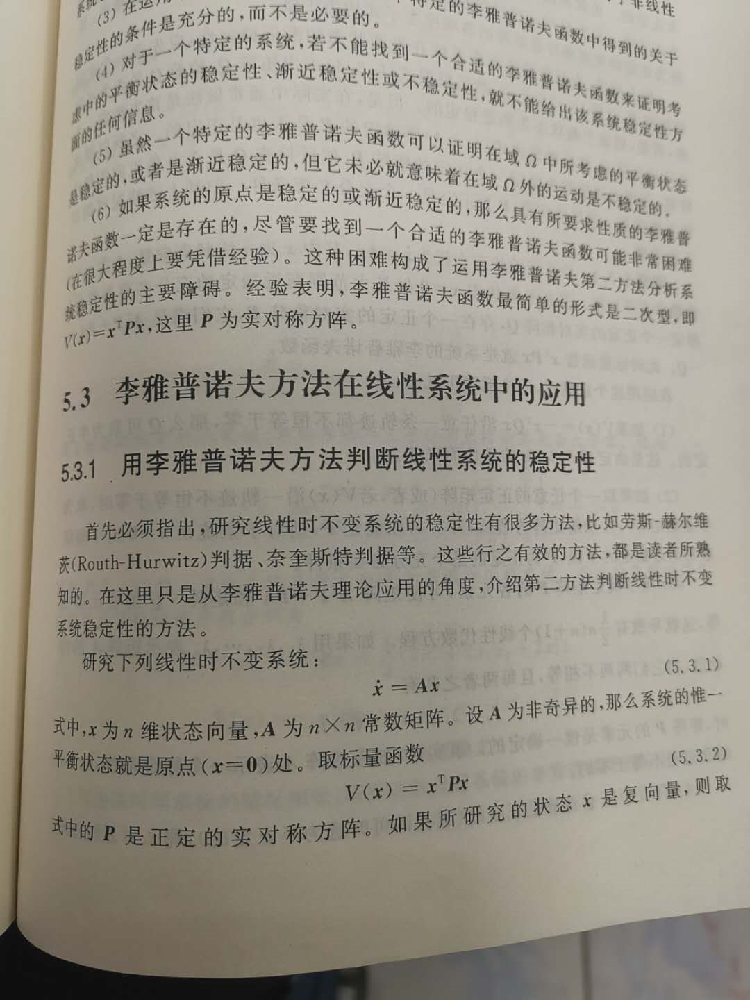 (3) 在运用
非线性
特定的李雅普诺夫函数中得到的关于
稳定性的条件是充分的,而不是必要的。
(4) 对于一个特定的系统,若不能找到一个合适的李雅普诺夫函数来证明考
虑中的平衡状态的稳定性、渐近稳定性或不稳定性,就不能给出该系统稳定性方
面的任何信息。
(5) 虽然一个特定的李雅普诺夫函数可以证明在域 Ω 中所考虑的平衡状态
是稳定的,或者是渐近稳定的,但它未必就意味着在域 Ω 外的运动是不稳定的。
(6) 如果系统的原点是稳定的或渐近稳定的,那么具有所要求性质的李雅普
诺夫函数一定是存在的,尽管要找到一个合适的李雅普诺夫函数可能非常困难
(在很大程度上要凭借经验)。这种困难构成了运用李雅普诺夫第二方法分析系
统稳定性的主要障碍。经验表明,李雅普诺夫函数最简单的形式是二次型,即
V(x)=xᵀPx,这里 P 为实对称方阵。
5.3 李雅普诺夫方法在线性系统中的应用
5.3.1 用李雅普诺夫方法判断线性系统的稳定性
首先必须指出,研究线性时不变系统的稳定性有很多方法,比如劳斯-赫尔维
茨(Routh-Hurwitz)判据、奈奎斯特判据等。这些行之有效的方法,都是读者所熟
知的。在这里只是从李雅普诺夫理论应用的角度,介绍第二方法判断线性时不变
系统稳定性的方法。
研究下列线性时不变系统:
ẋ = Ax (5.3.1)
式中,x 为 n 维状态向量,A 为 n×n 常数矩阵。设 A 为非奇异的,那么系统的惟一
平衡状态就是原点(x=0)处。取标量函数
V(x) = xᵀPx (5.3.2)
式中的 P 是正定的实对称方阵。如果所研究的状态 x 是复向量,则取